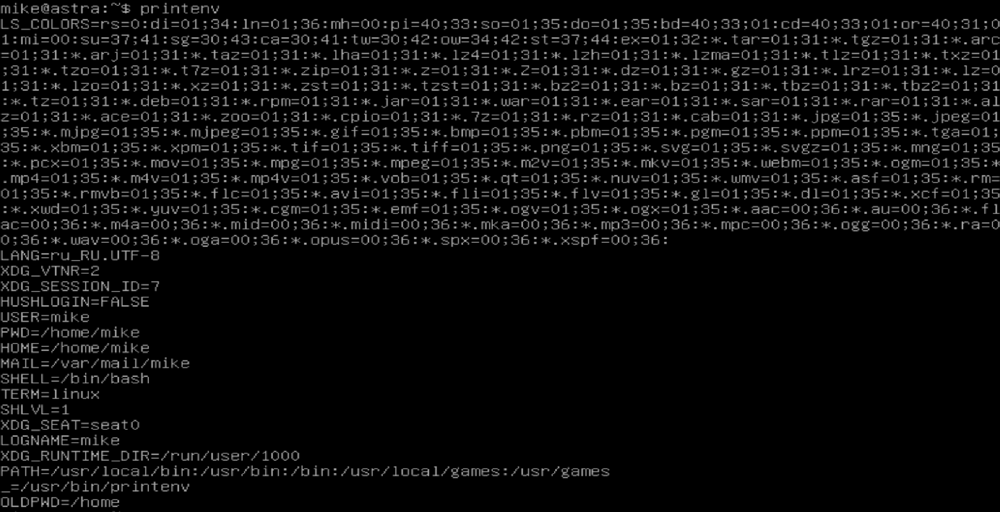 mike@astra:~$ printenv
LS_COLORS=rs=0:di=01;34:ln=01;36:mh=00:pi=40;33:so=01;35:do=01;35:bd=40;33;01:cd=40;33;01:or=40;31;0
1:mi=00:su=37;41:sg=30;43:ca=30;41:tw=30;42:ow=34;42:st=37;44:ex=01;32:*.tar=01;31:*.tgz=01;31:*.arc
=01;31:*.arj=01;31:*.taz=01;31:*.lha=01;31:*.lz4=01;31:*.lzh=01;31:*.lzma=01;31:*.tlz=01;31:*.txz=01
;31:*.tzo=01;31:*.t7z=01;31:*.zip=01;31:*.z=01;31:*.Z=01;31:*.dz=01;31:*.gz=01;31:*.lrz=01;31:*.lz=0
1;31:*.lzo=01;31:*.xz=01;31:*.zst=01;31:*.tzst=01;31:*.bz2=01;31:*.bz=01;31:*.tbz=01;31:*.tbz2=01;31
:*.tz=01;31:*.deb=01;31:*.rpm=01;31:*.jar=01;31:*.war=01;31:*.ear=01;31:*.sar=01;31:*.rar=01;31:*.al
z=01;31:*.ace=01;31:*.zoo=01;31:*.cpio=01;31:*.7z=01;31:*.rz=01;31:*.cab=01;31:*.jpg=01;35:*.jpeg=01
;35:*.mjpg=01;35:*.mjpeg=01;35:*.gif=01;35:*.bmp=01;35:*.pbm=01;35:*.pgm=01;35:*.ppm=01;35:*.tga=01;
35:*.xbm=01;35:*.xpm=01;35:*.tif=01;35:*.tiff=01;35:*.png=01;35:*.svg=01;35:*.svgz=01;35:*.mng=01;35
:*.pcx=01;35:*.mov=01;35:*.mpg=01;35:*.mpeg=01;35:*.m2v=01;35:*.mkv=01;35:*.webm=01;35:*.ogm=01;35:*
.mp4=01;35:*.m4v=01;35:*.mp4v=01;35:*.vob=01;35:*.qt=01;35:*.nuv=01;35:*.wmv=01;35:*.asf=01;35:*.rm=
01;35:*.rmvb=01;35:*.flc=01;35:*.avi=01;35:*.fli=01;35:*.flv=01;35:*.gl=01;35:*.dl=01;35:*.xcf=01;35
:*.xwd=01;35:*.yuv=01;35:*.cgm=01;35:*.emf=01;35:*.ogv=01;35:*.ogx=01;35:*.aac=00;36:*.au=00;36:*.fl
ac=00;36:*.m4a=00;36:*.mid=00;36:*.midi=00;36:*.mka=00;36:*.mp3=00;36:*.mpc=00;36:*.ogg=00;36:*.ra=0
0;36:*.wav=00;36:*.oga=00;36:*.opus=00;36:*.spx=00;36:*.xspf=00;36:
LANG=ru_RU.UTF-8
XDG_VTNR=2
XDG_SESSION_ID=7
HUSHLOGIN=FALSE
USER=mike
PWD=/home/mike
HOME=/home/mike
MAIL=/var/mail/mike
SHELL=/bin/bash
TERM=linux
SHLVL=1
XDG_SEAT=seat0
LOGNAME=mike
XDG_RUNTIME_DIR=/run/user/1000
PATH=/usr/local/bin:/usr/bin:/bin:/usr/local/games:/usr/games
_=/usr/bin/printenv
OLDPWD=/home